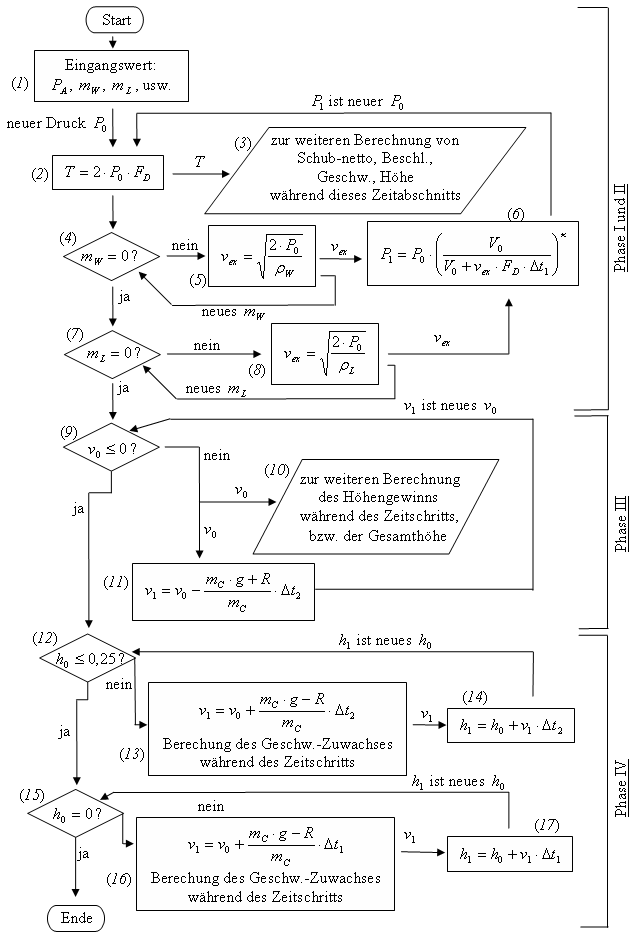 Start
(1)
Eingangswert:
P_A , m_W , m_L , usw.
neuer Druck P_0
P_1 ist neuer P_0
(2)
T = 2 · P_0 · F_D
T
(3)
zur weiteren Berechnung von
Schub-netto, Beschl.,
Geschw., Höhe
während dieses Zeitabschnitts
(4)
m_W = 0 ?
nein
(5)
v_ex = √(2 · P_0 / ρ_W)
v_ex
(6)
P_1 = P_0 · (V_0 / (V_0 + v_ex · F_D · Δt_1))^κ
neues m_W
ja
(7)
m_L = 0 ?
nein
(8)
v_ex = √(2 · P_0 / ρ_L)
v_ex
neues m_L
ja
Phase I und II
v_1 ist neues v_0
(9)
v_0 ≤ 0 ?
nein
ja
v_0
v_0
(10)
zur weiteren Berechnung
des Höhengewinns
während des Zeitschritts,
bzw. der Gesamthöhe
(11)
v_1 = v_0 − (m_C · g + R) / m_C · Δt_2
Phase III
(12)
h_0 ≤ 0,25 ?
h_1 ist neues h_0
nein
ja
(13)
v_1 = v_0 + (m_C · g − R) / m_C · Δt_2
Berechung des Geschw.-Zuwachses
während des Zeitschritts
v_1
(14)
h_1 = h_0 + v_1 · Δt_2
h_1 ist neues h_0
(15)
h_0 = 0 ?
nein
ja
(16)
v_1 = v_0 + (m_C · g − R) / m_C · Δt_1
Berechung des Geschw.-Zuwachses
während des Zeitschritts
v_1
(17)
h_1 = h_0 + v_1 · Δt_1
Phase IV
Ende